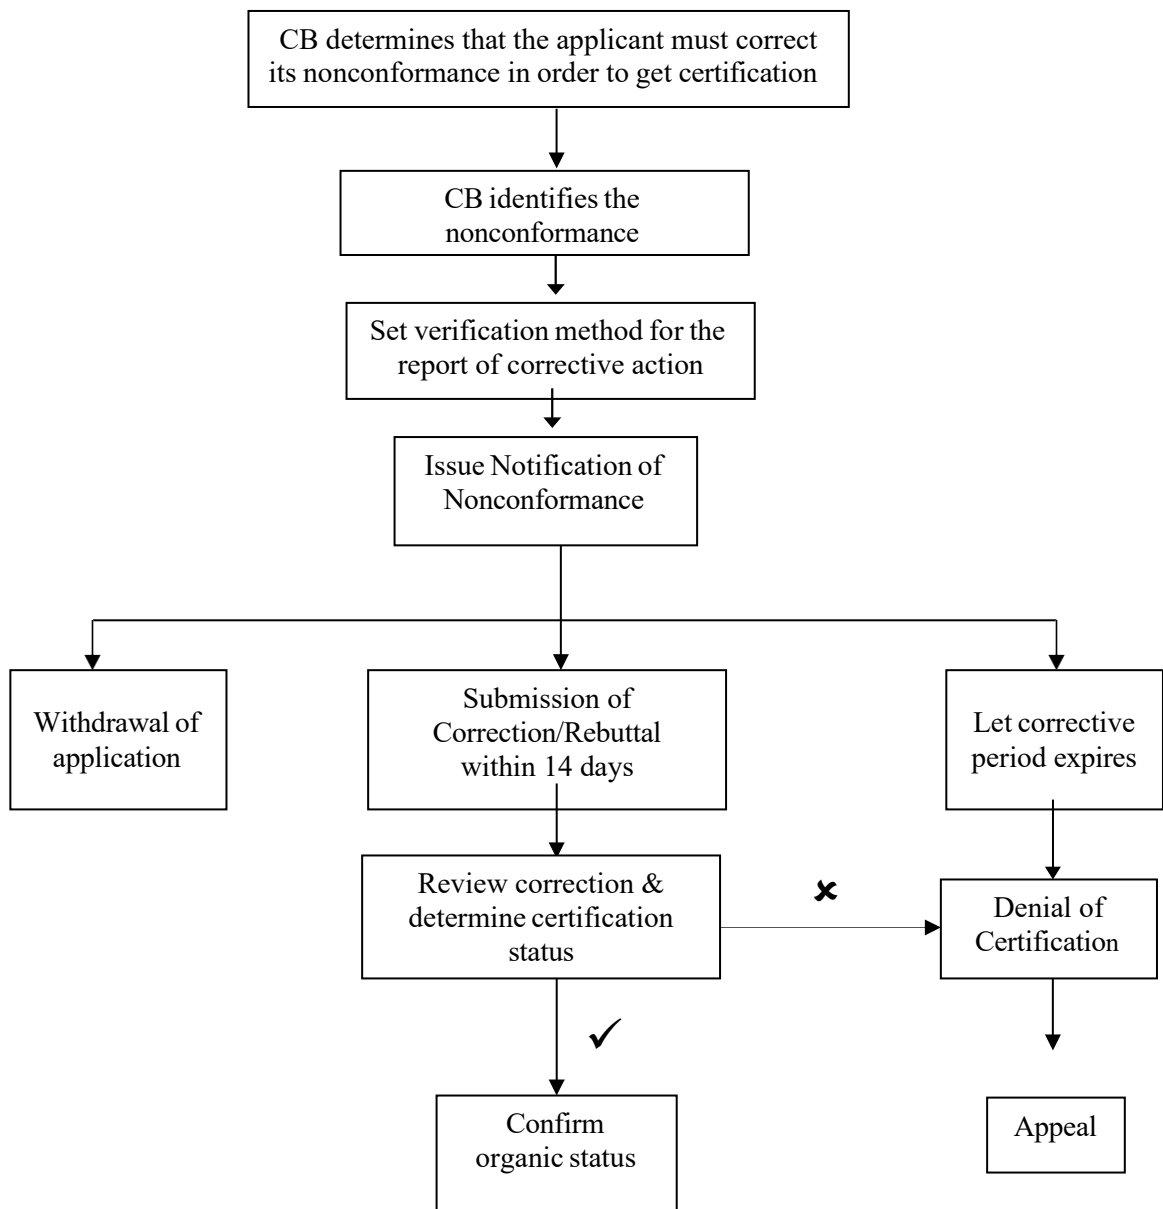 CB determines that the applicant must correct
its nonconformance in order to get certification
CB identifies the
nonconformance
Set verification method for the
report of corrective action
Issue Notification of
Nonconformance
Withdrawal of
application
Submission of
Correction/Rebuttal
within 14 days
Let corrective
period expires
Review correction &
determine certification
status
✘
Denial of
Certification
✓
Confirm
organic status
Appeal